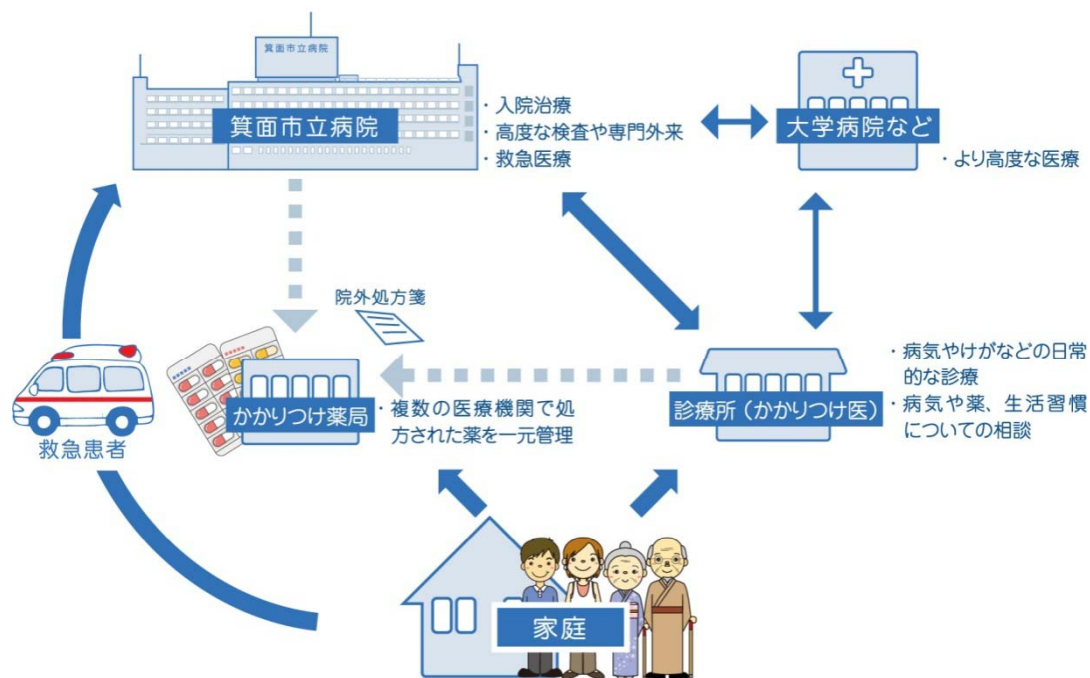 箕面市立病院
箕面市立病院
・入院治療
・高度な検査や専門外来
・救急医療
大学病院など
・より高度な医療
院外処方箋
救急患者
かかりつけ薬局
・複数の医療機関で処
方された薬を一元管理
診療所（かかりつけ医）
・病気やけがなどの日常
的な診療
・病気や薬、生活習慣
についての相談
家庭